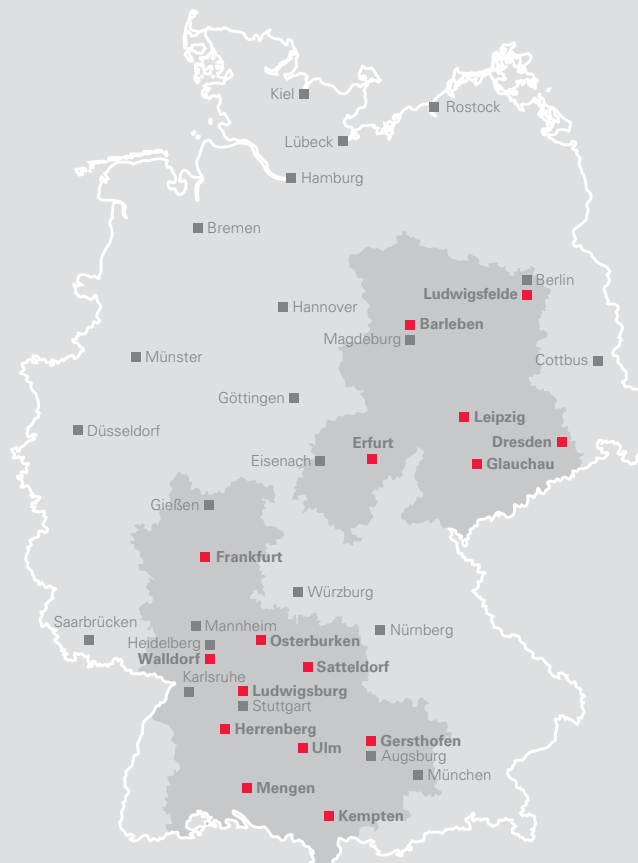 Kiel
Rostock
Lübeck
Hamburg
Bremen
Berlin
Ludwigsfelde
Hannover
Barleben
Magdeburg
Münster
Cottbus
Göttingen
Leipzig
Düsseldorf
Erfurt
Dresden
Eisenach
Glauchau
Gießen
Frankfurt
Würzburg
Saarbrücken
Mannheim
Nürnberg
Heidelberg
Osterburken
Walldorf
Satteldorf
Karlsruhe
Ludwigsburg
Stuttgart
Herrenberg
Gersthofen
Ulm
Augsburg
München
Mengen
Kempten